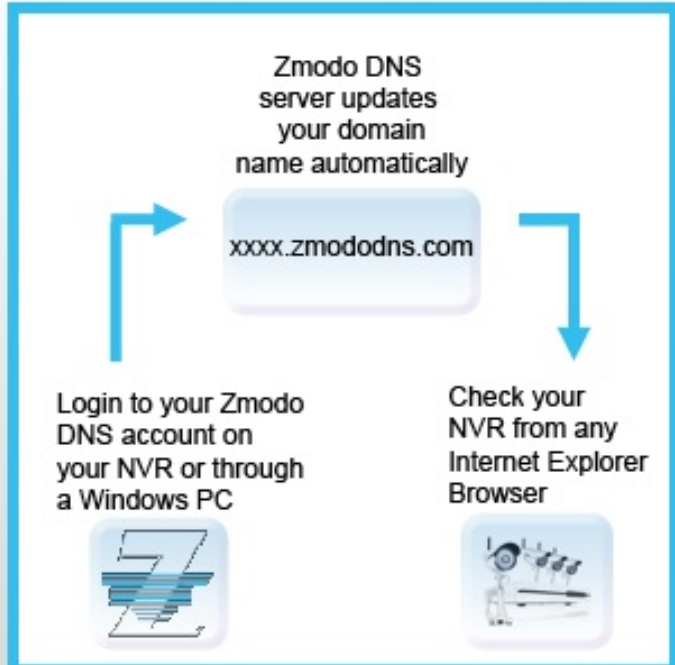 Zmodo DNS
server updates
your domain
name automatically
xxxx.zmododns.com
Login to your Zmodo
DNS account on
your NVR or through
a Windows PC
Check your
NVR from any
Internet Explorer
Browser
Z